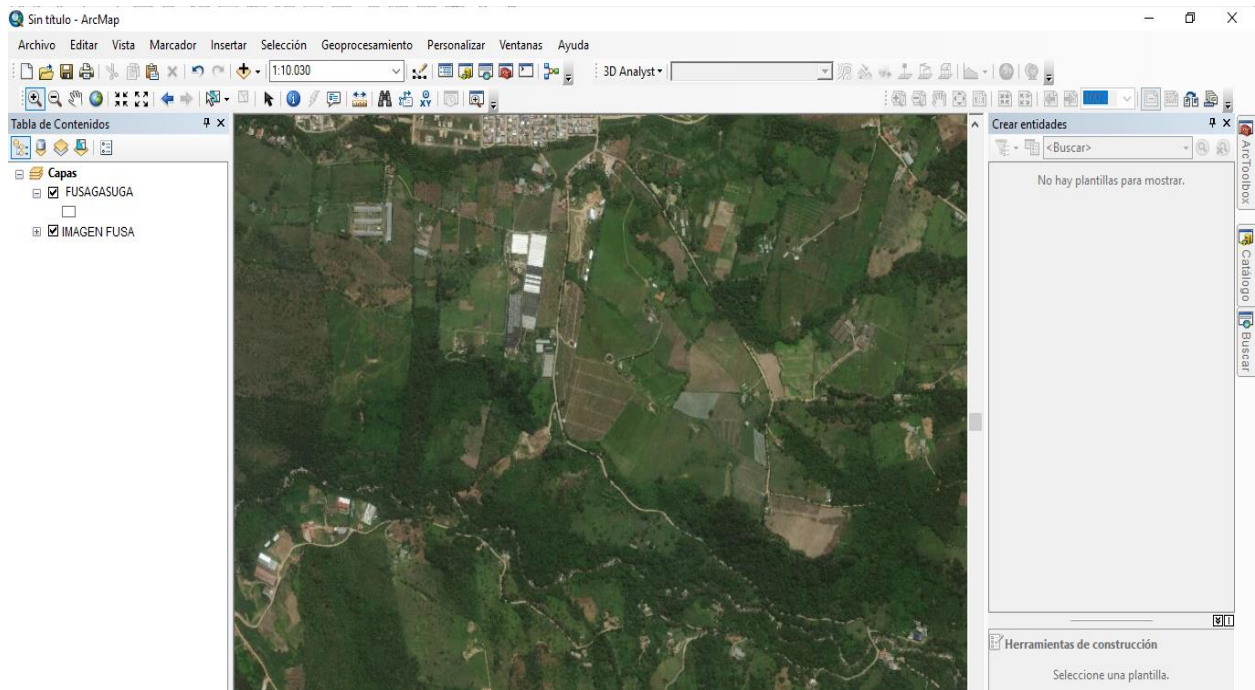 Sin título - ArcMap
Archivo Editar Vista Marcador Insertar Selección Geoprocesamiento Personalizar Ventanas Ayuda
1:10.030 3D Analyst
Tabla de Contenidos
Capas
FUSAGASUGA
IMAGEN FUSA
Crear entidades
<Buscar>
No hay plantillas para mostrar.
Herramientas de construcción
Seleccione una plantilla.
ArcToolbox
Catálogo
Buscar